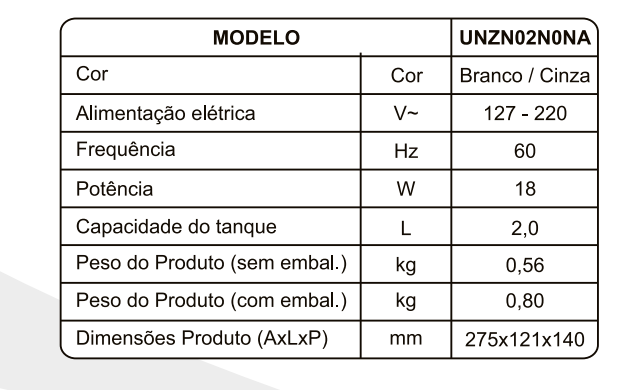 MODELO UNZN02N0NA
Cor Cor Branco / Cinza
Alimentação elétrica V~ 127 - 220
Frequência Hz 60
Potência W 18
Capacidade do tanque L 2,0
Peso do Produto (sem embal.) kg 0,56
Peso do Produto (com embal.) kg 0,80
Dimensões Produto (AxLxP) mm 275x121x140